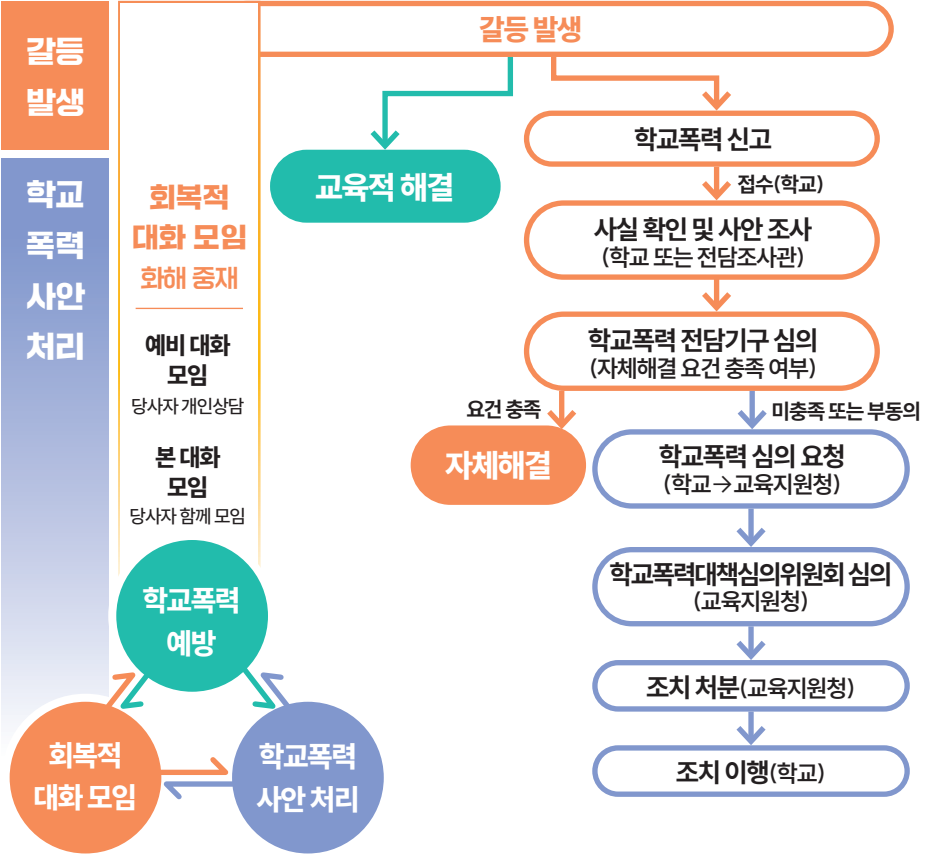 갈등
발생
학교
폭력
사안
처리
회복적
대화 모임
화해 중재
예비 대화
모임
당사자 개인상담
본 대화
모임
당사자 함께 모임
갈등 발생
교육적 해결
학교폭력 신고
접수(학교)
사실 확인 및 사안 조사
(학교 또는 전담조사관)
학교폭력 전담기구 심의
(자체해결 요건 충족 여부)
요건 충족
미충족 또는 부동의
자체해결
학교폭력 심의 요청
(학교→교육지원청)
학교폭력대책심의위원회 심의
(교육지원청)
조치 처분(교육지원청)
조치 이행(학교)
학교폭력
예방
회복적
대화 모임
학교폭력
사안 처리